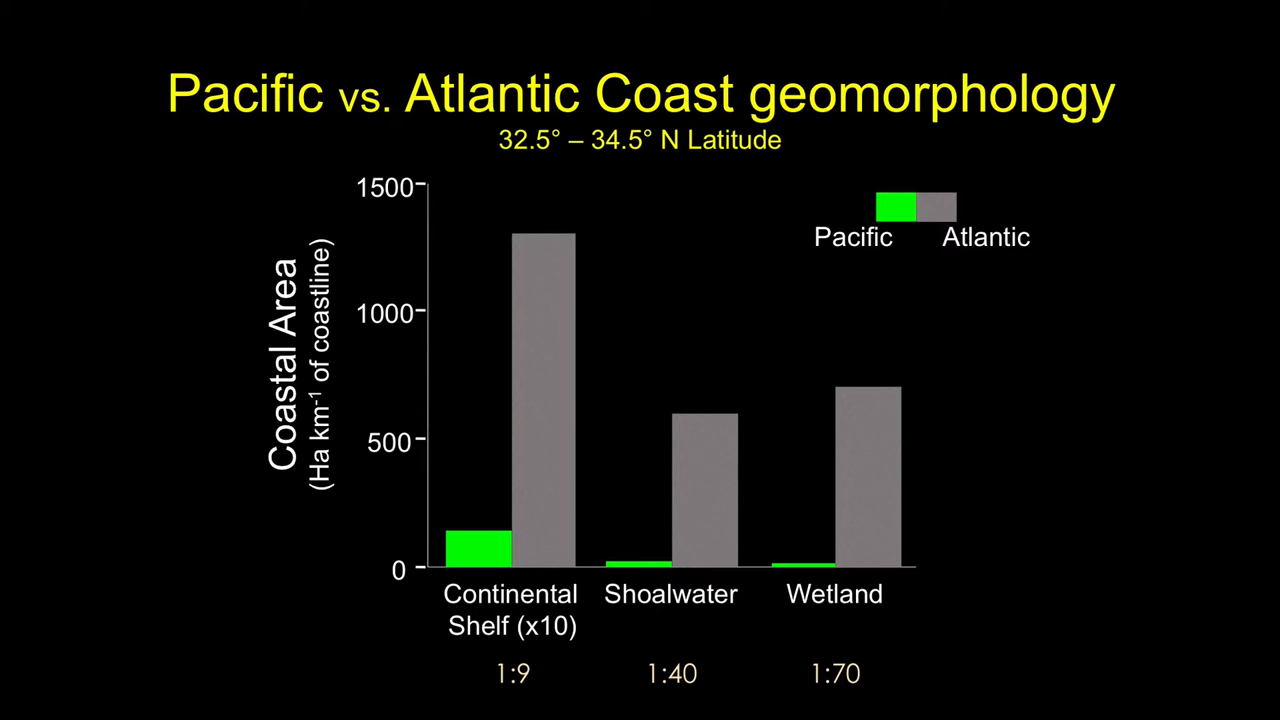 Pacific vs. Atlantic Coast geomorphology
32.5° – 34.5° N Latitude
Pacific
Atlantic
Coastal Area
(Ha km⁻¹ of coastline)
1500
1000
500
0
Continental
Shelf (x10)
Shoalwater
Wetland
1:9
1:40
1:70